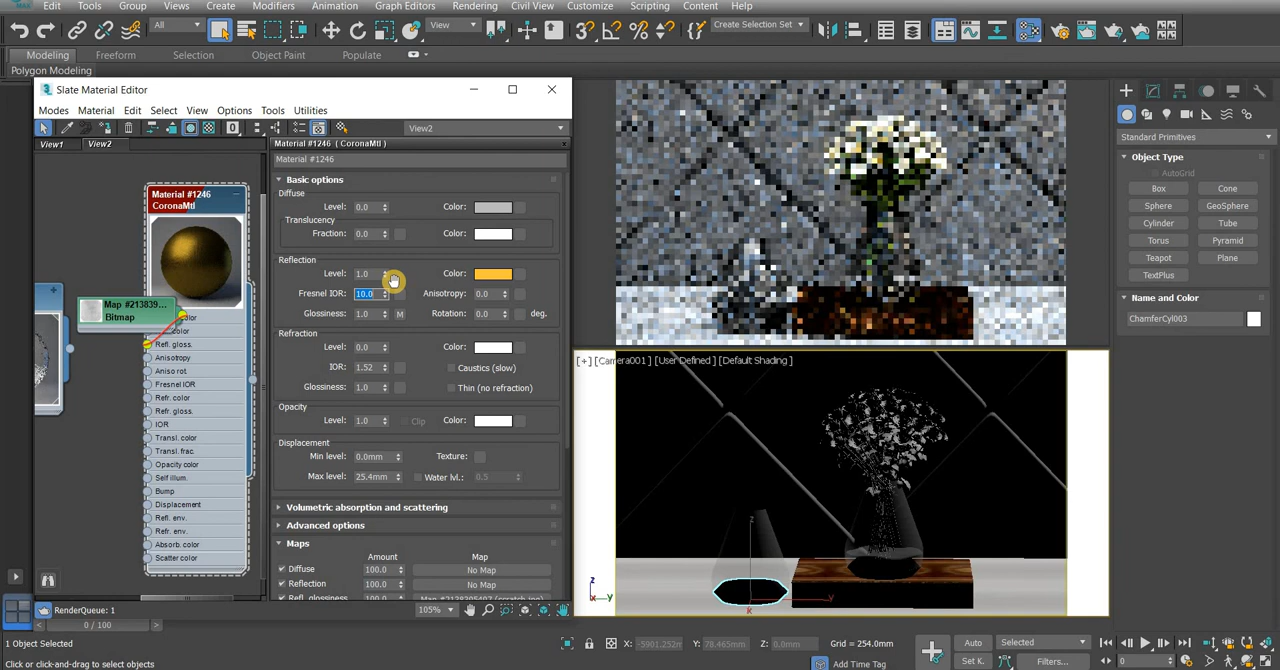 Edit Tools Group Views Create Modifiers Animation Graph Editors Rendering Civil View Customize Scripting Content Help
All View Create Selection Set
Modeling Freeform Selection Object Paint Populate
Polygon Modeling
Slate Material Editor
Modes Material Edit Select View Options Tools Utilities
View2
View1 View2
Material #1246 ( CoronaMtl )
Material #1246
Material #1246
CoronaMtl
Map #213839...
Bitmap
color
Refl. gloss.
Anisotropy
Aniso rot.
Fresnel IOR
Refr. color
Refr. gloss.
IOR
Transl. color
Transl. frac.
Opacity color
Self illum.
Bump
Displacement
Refl. env.
Refr. env.
Absorb. color
Scatter color
Basic options
Diffuse
Level: 0.0 Color:
Translucency
Fraction: 0.0 Color:
Reflection
Level: 1.0 Color:
Fresnel IOR: 10.0 Anisotropy: 0.0
Glossiness: 1.0 M Rotation: 0.0 deg.
Refraction
Level: 0.0 Color:
IOR: 1.52 Caustics (slow)
Glossiness: 1.0 Thin (no refraction)
Opacity
Level: 1.0 Clip Color:
Displacement
Min level: 0.0mm Texture:
Max level: 25.4mm Water lvl.: 0.5
Volumetric absorption and scattering
Advanced options
Maps
Amount Map
Diffuse 100.0 No Map
Reflection 100.0 No Map
Refl. glossiness 100.0
RenderQueue: 1
105%
[+] [Camera001] [User Defined] [Default Shading]
z
x
y
z
x y
Standard Primitives
Object Type
AutoGrid
Box Cone
Sphere GeoSphere
Cylinder Tube
Torus Pyramid
Teapot Plane
TextPlus
Name and Color
ChamferCyl003
0 / 100
1 Object Selected
Click or click-and-drag to select objects
X: -5901.252m Y: 78.465mm Z: 0.0mm Grid = 254.0mm
Add Time Tag
Auto Selected
Set K. Filters...
0